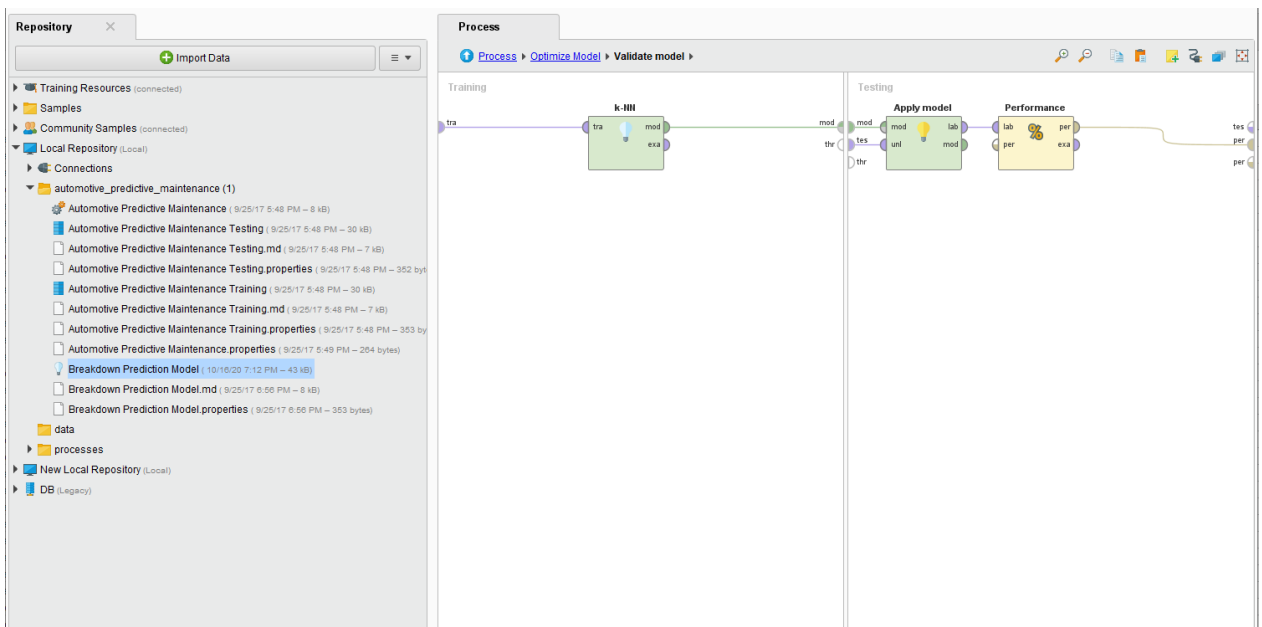 Repository
Import Data
Training Resources (connected)
Samples
Community Samples (connected)
Local Repository (Local)
Connections
automotive_predictive_maintenance (1)
Automotive Predictive Maintenance ( 9/25/17 5:48 PM – 8 kB)
Automotive Predictive Maintenance Testing ( 9/25/17 5:48 PM – 30 kB)
Automotive Predictive Maintenance Testing.md ( 9/25/17 5:48 PM – 7 kB)
Automotive Predictive Maintenance Testing.properties ( 9/25/17 5:48 PM – 352 byt
Automotive Predictive Maintenance Training ( 9/25/17 5:48 PM – 30 kB)
Automotive Predictive Maintenance Training.md ( 9/25/17 5:48 PM – 7 kB)
Automotive Predictive Maintenance Training.properties ( 9/25/17 5:48 PM – 353 by
Automotive Predictive Maintenance.properties ( 9/25/17 5:49 PM – 264 bytes)
Breakdown Prediction Model ( 10/16/20 7:12 PM – 43 kB)
Breakdown Prediction Model.md ( 9/25/17 6:56 PM – 8 kB)
Breakdown Prediction Model.properties ( 9/25/17 6:56 PM – 353 bytes)
data
processes
New Local Repository (Local)
DB (Legacy)
Process
Process Optimize Model Validate model
Training
k-NN
tra tra mod mod
exa thr
Testing
Apply model Performance
mod mod lab lab % per tes
tes unl mod per exa per
thr per